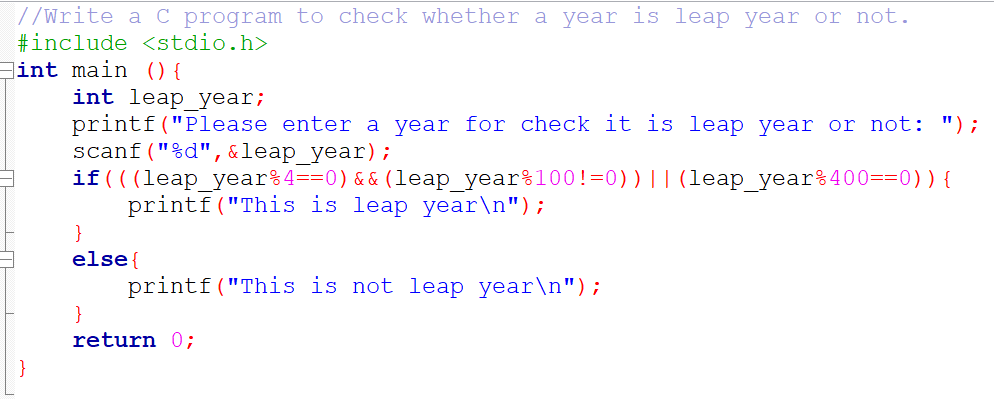 //Write a C program to check whether a year is leap year or not.
#include <stdio.h>
int main (){
    int leap_year;
    printf("Please enter a year for check it is leap year or not: ");
    scanf("%d",&leap_year);
    if(((leap_year%4==0)&&(leap_year%100!=0))||(leap_year%400==0)){
        printf("This is leap year\n");
    }
    else{
        printf("This is not leap year\n");
    }
    return 0;
}